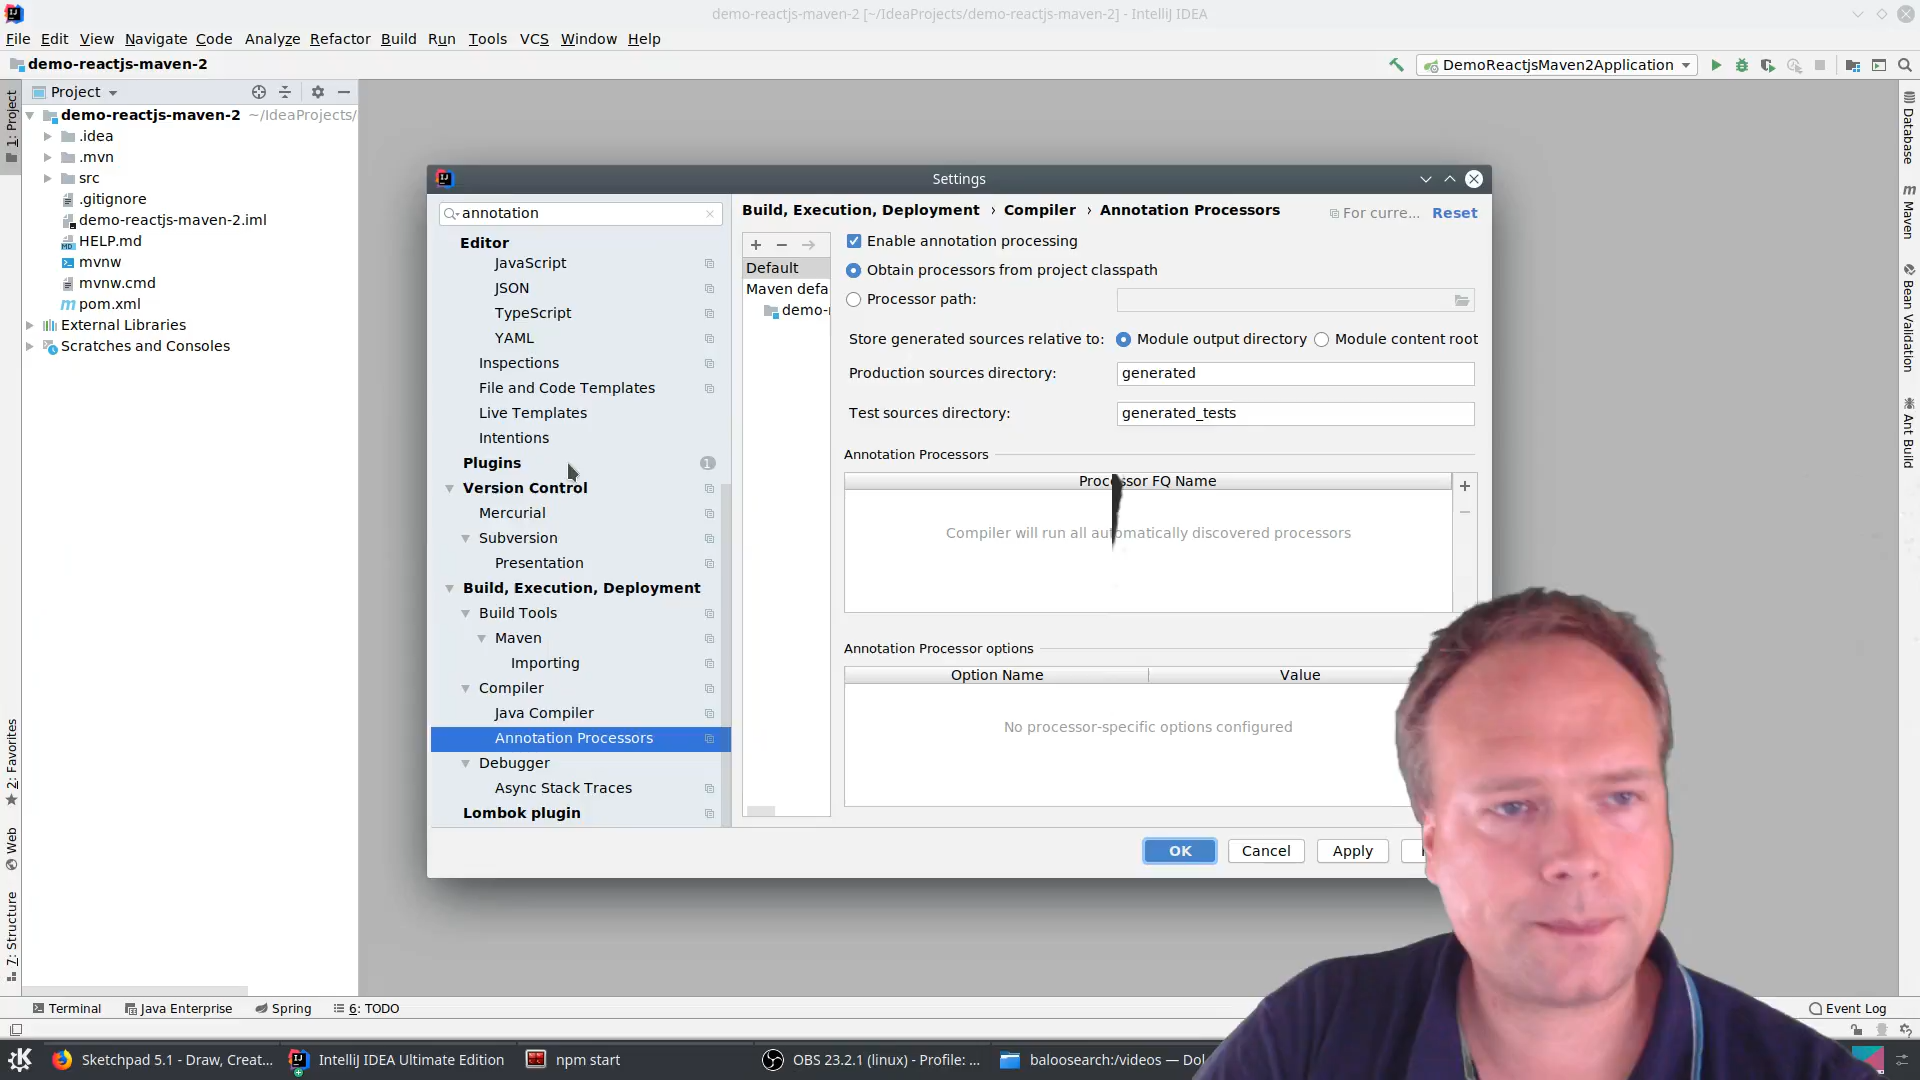 demo-reactjs-maven-2 [~/IdeaProjects/demo-reactjs-maven-2] - IntelliJ IDEA
File Edit View Navigate Code Analyze Refactor Build Run Tools VCS Window Help
demo-reactjs-maven-2
DemoReactjsMaven2Application
1: Project
Project
demo-reactjs-maven-2 ~/IdeaProjects/
.idea
.mvn
src
.gitignore
demo-reactjs-maven-2.iml
HELP.md
mvnw
mvnw.cmd
pom.xml
External Libraries
Scratches and Consoles
Settings
annotation
Editor
JavaScript
JSON
TypeScript
YAML
Inspections
File and Code Templates
Live Templates
Intentions
Plugins 1
Version Control
Mercurial
Subversion
Presentation
Build, Execution, Deployment
Build Tools
Maven
Importing
Compiler
Java Compiler
Annotation Processors
Debugger
Async Stack Traces
Lombok plugin
Build, Execution, Deployment › Compiler › Annotation Processors
For curre... Reset
Default
Maven defa
demo-
Enable annotation processing
Obtain processors from project classpath
Processor path:
Store generated sources relative to: Module output directory Module content root
Production sources directory: generated
Test sources directory: generated_tests
Annotation Processors
Processor FQ Name
Compiler will run all automatically discovered processors
Annotation Processor options
Option Name Value
No processor-specific options configured
OK Cancel Apply
Database
Maven
Bean Validation
Ant Build
2: Favorites
Web
7: Structure
Terminal Java Enterprise Spring 6: TODO Event Log
Sketchpad 5.1 - Draw, Creat... IntelliJ IDEA Ultimate Edition npm start OBS 23.2.1 (linux) - Profile: ... baloosearch:/videos — Dol